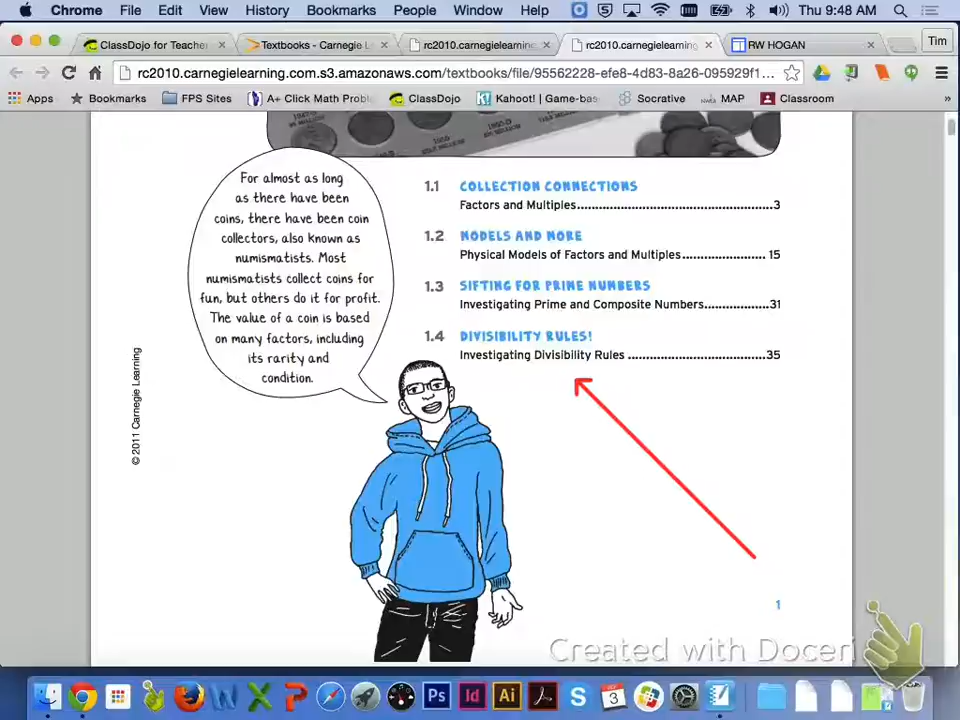 Chrome File Edit View History Bookmarks People Window Help Thu 9:48 AM
ClassDojo for Teache
Textbooks - Carnegie L
rc2010.carnegielearnin
rc2010.carnegielearning
RW HOGAN
Tim
rc2010.carnegielearning.com.s3.amazonaws.com/textbooks/file/95562228-efe8-4d83-8a26-095929f1...
Apps Bookmarks FPS Sites A+ Click Math Probl ClassDojo Kahoot! | Game-bas Socrative MAP Classroom »
For almost as long
as there have been
coins, there have been coin
collectors, also known as
numismatists. Most
numismatists collect coins for
fun, but others do it for profit.
The value of a coin is based
on many factors, including
its rarity and
condition.
1.1 COLLECTION CONNECTIONS
Factors and Multiples......................................................3
1.2 MODELS AND MORE
Physical Models of Factors and Multiples........................ 15
1.3 SIFTING FOR PRIME NUMBERS
Investigating Prime and Composite Numbers..................31
1.4 DIVISIBILITY RULES!
Investigating Divisibility Rules .......................................35
© 2011 Carnegie Learning
1
Created with Doceri
W X P Ps Id Ai S 3